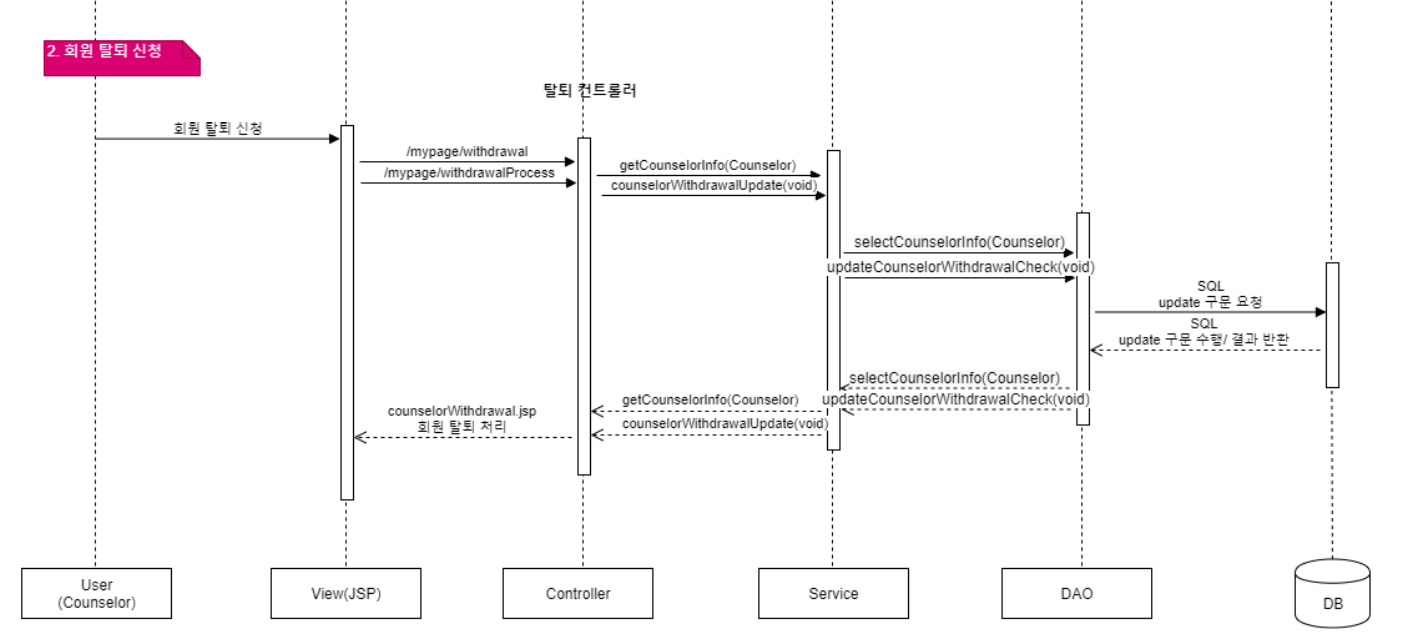 2. 회원 탈퇴 신청
탈퇴 컨트롤러
회원 탈퇴 신청
/mypage/withdrawal
/mypage/withdrawalProcess
getCounselorInfo(Counselor)
counselorWithdrawalUpdate(void)
selectCounselorInfo(Counselor)
updateCounselorWithdrawalCheck(void)
SQL
update 구문 요청
SQL
update 구문 수행/ 결과 반환
selectCounselorInfo(Counselor)
updateCounselorWithdrawalCheck(void)
getCounselorInfo(Counselor)
counselorWithdrawalUpdate(void)
counselorWithdrawal.jsp
회원 탈퇴 처리
User
(Counselor)
View(JSP)
Controller
Service
DAO
DB